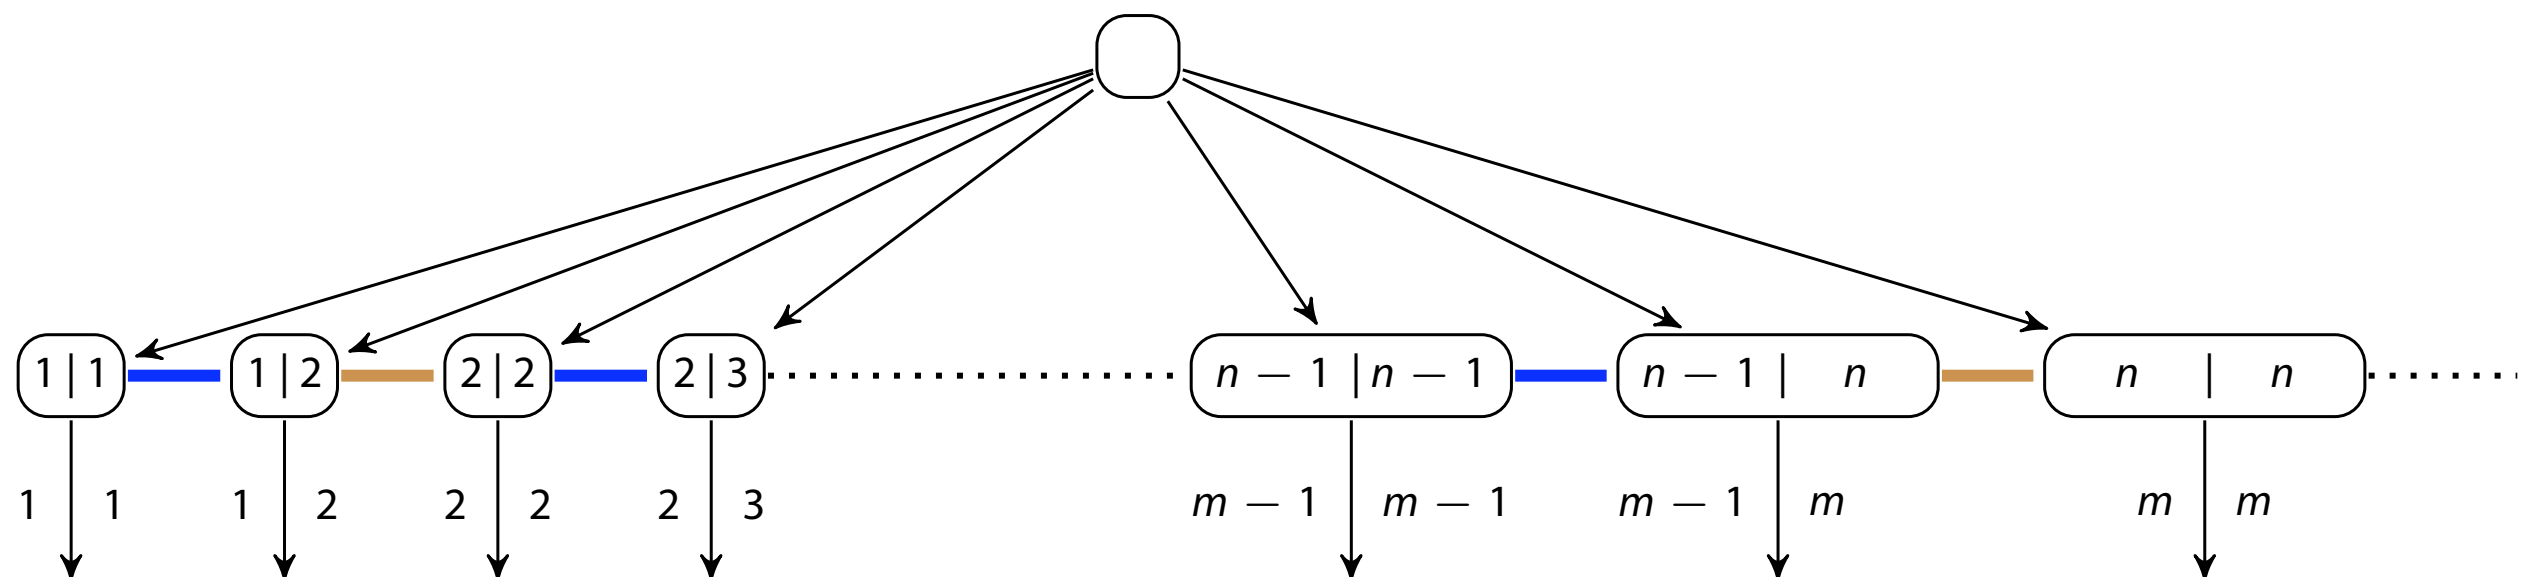 1 | 1 1 | 2 2 | 2 2 | 3 n − 1 | n − 1 n − 1 | n n | n
1 1 1 2 2 2 2 3 m − 1 m − 1 m − 1 m m m